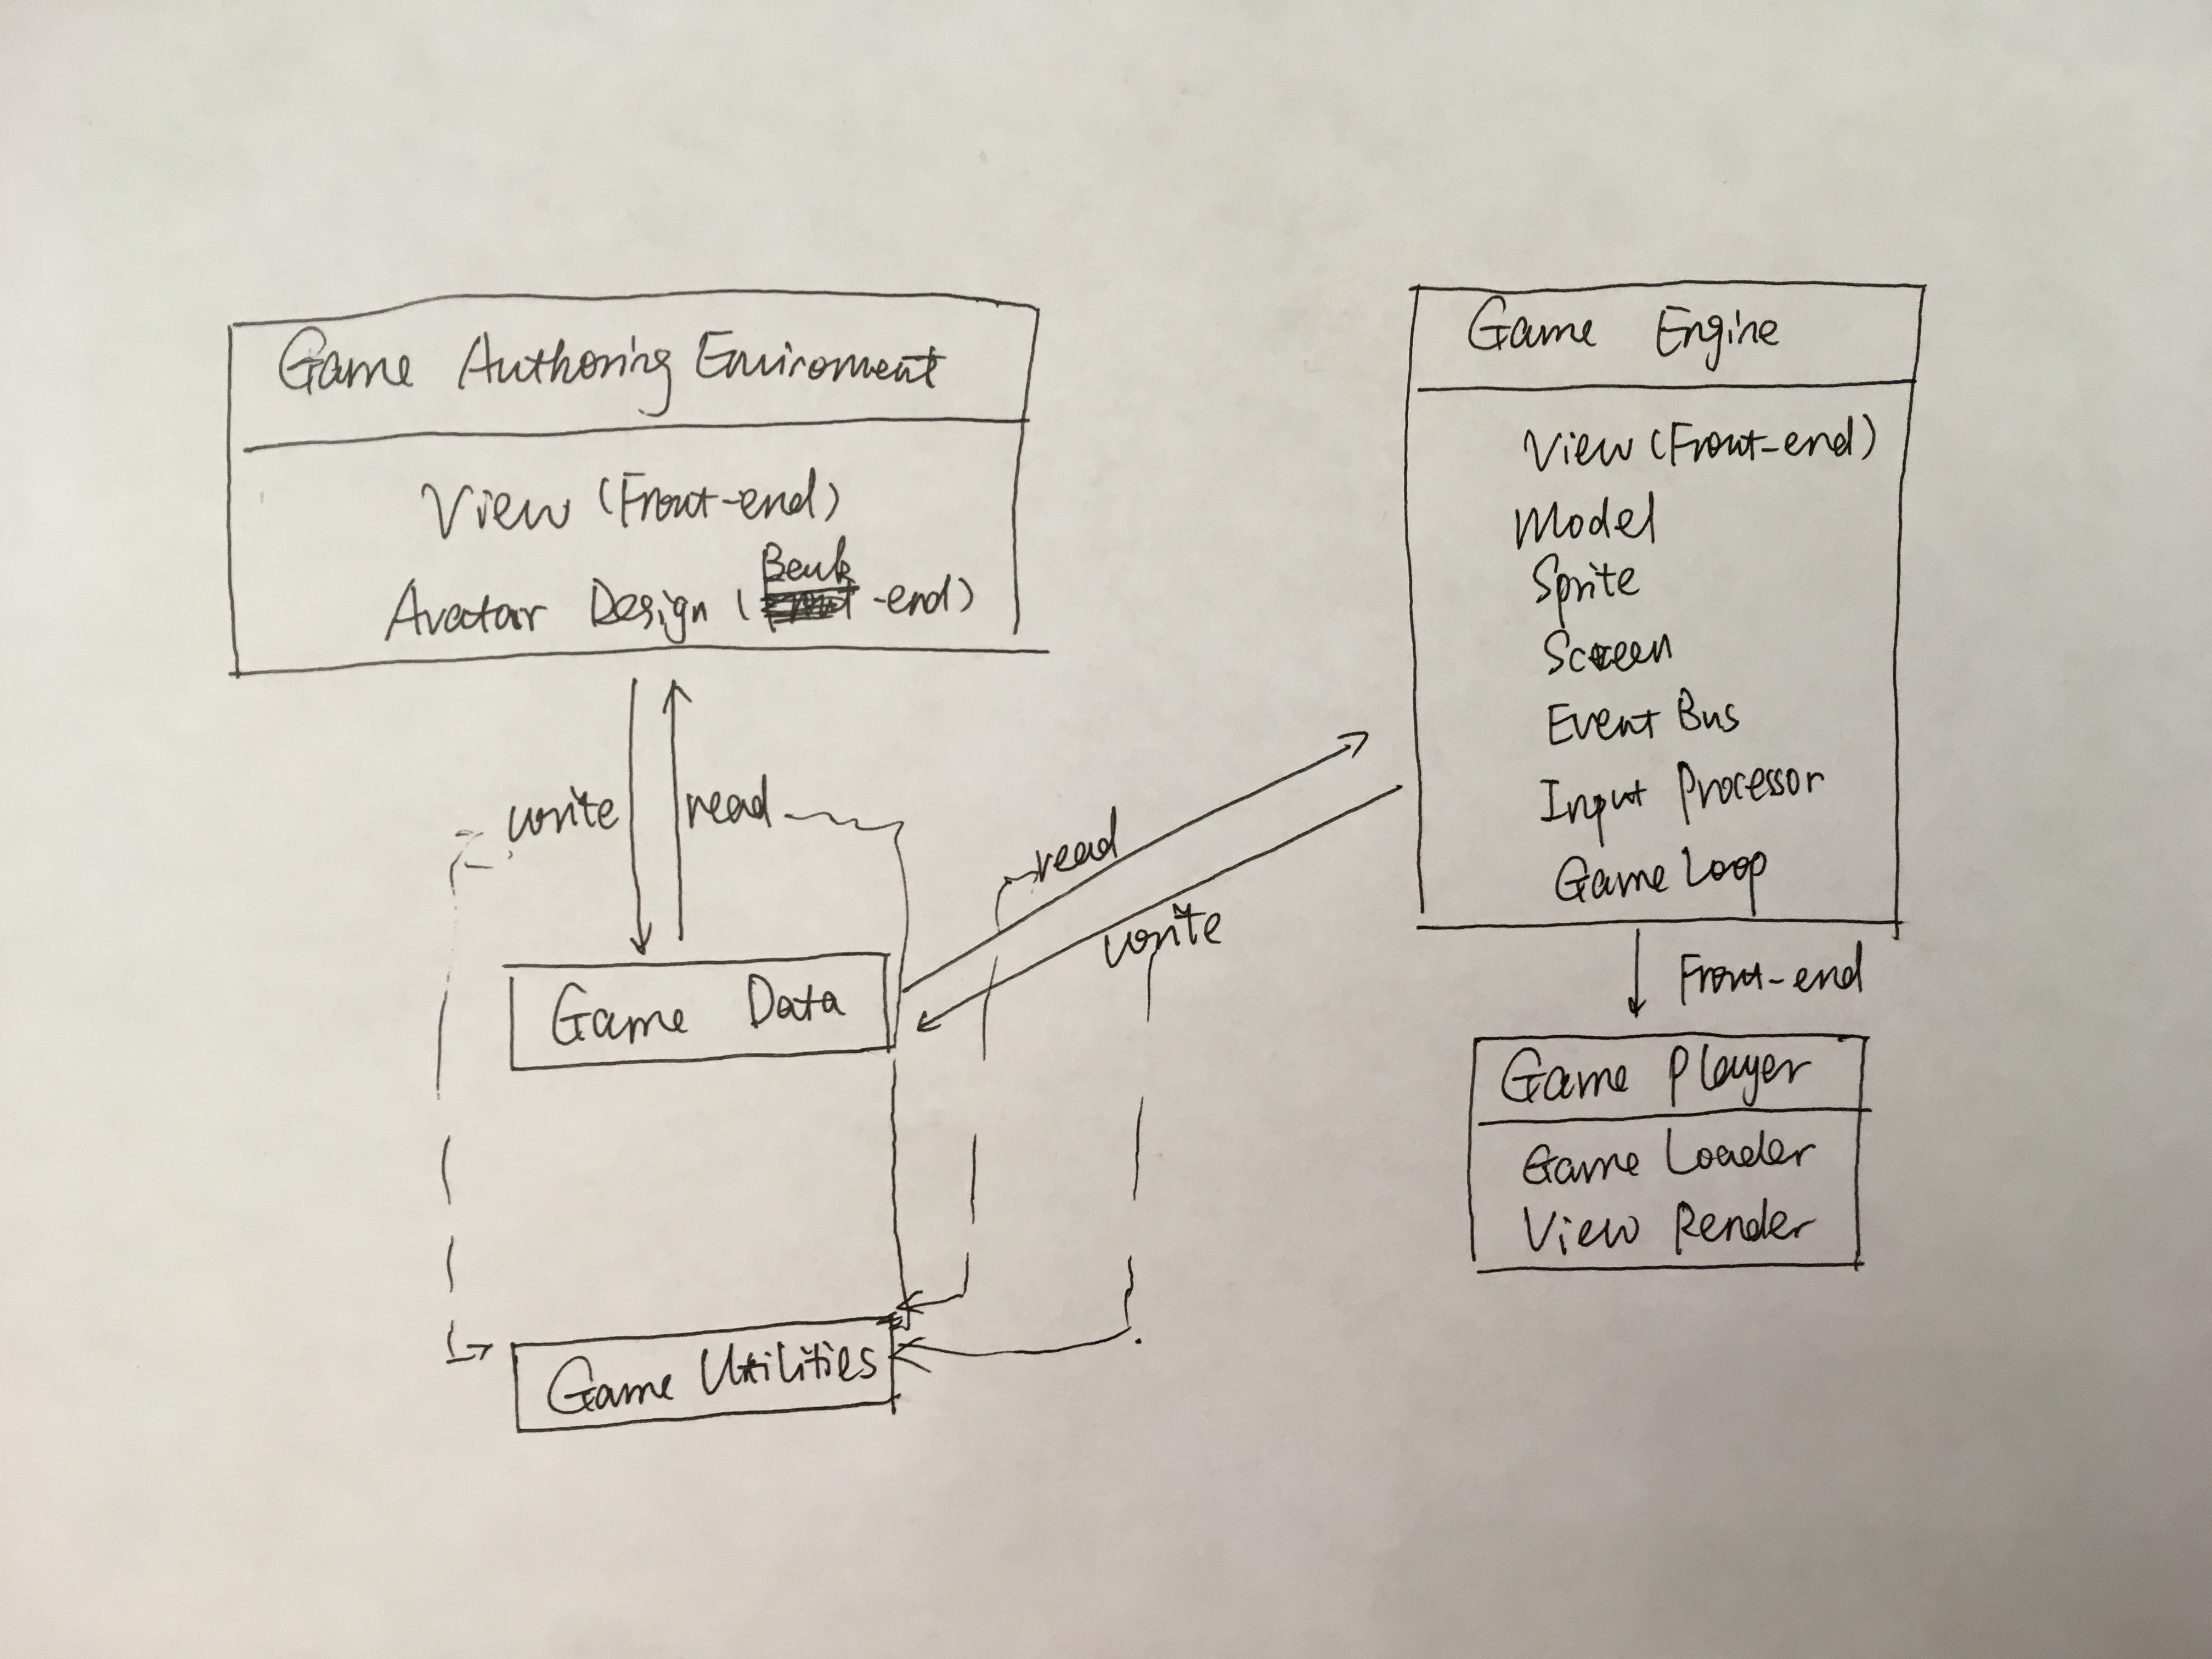 Game Authoring Enviroment
View (Front-end)
Avatar Design (Back-end)
write
read
Game Data
Game Utilities
read
write
Game Engine
View (Front-end)
Model
Sprite
Screen
Event Bus
Input Processor
Game Loop
Front-end
Game Player
Game Loader
View Render